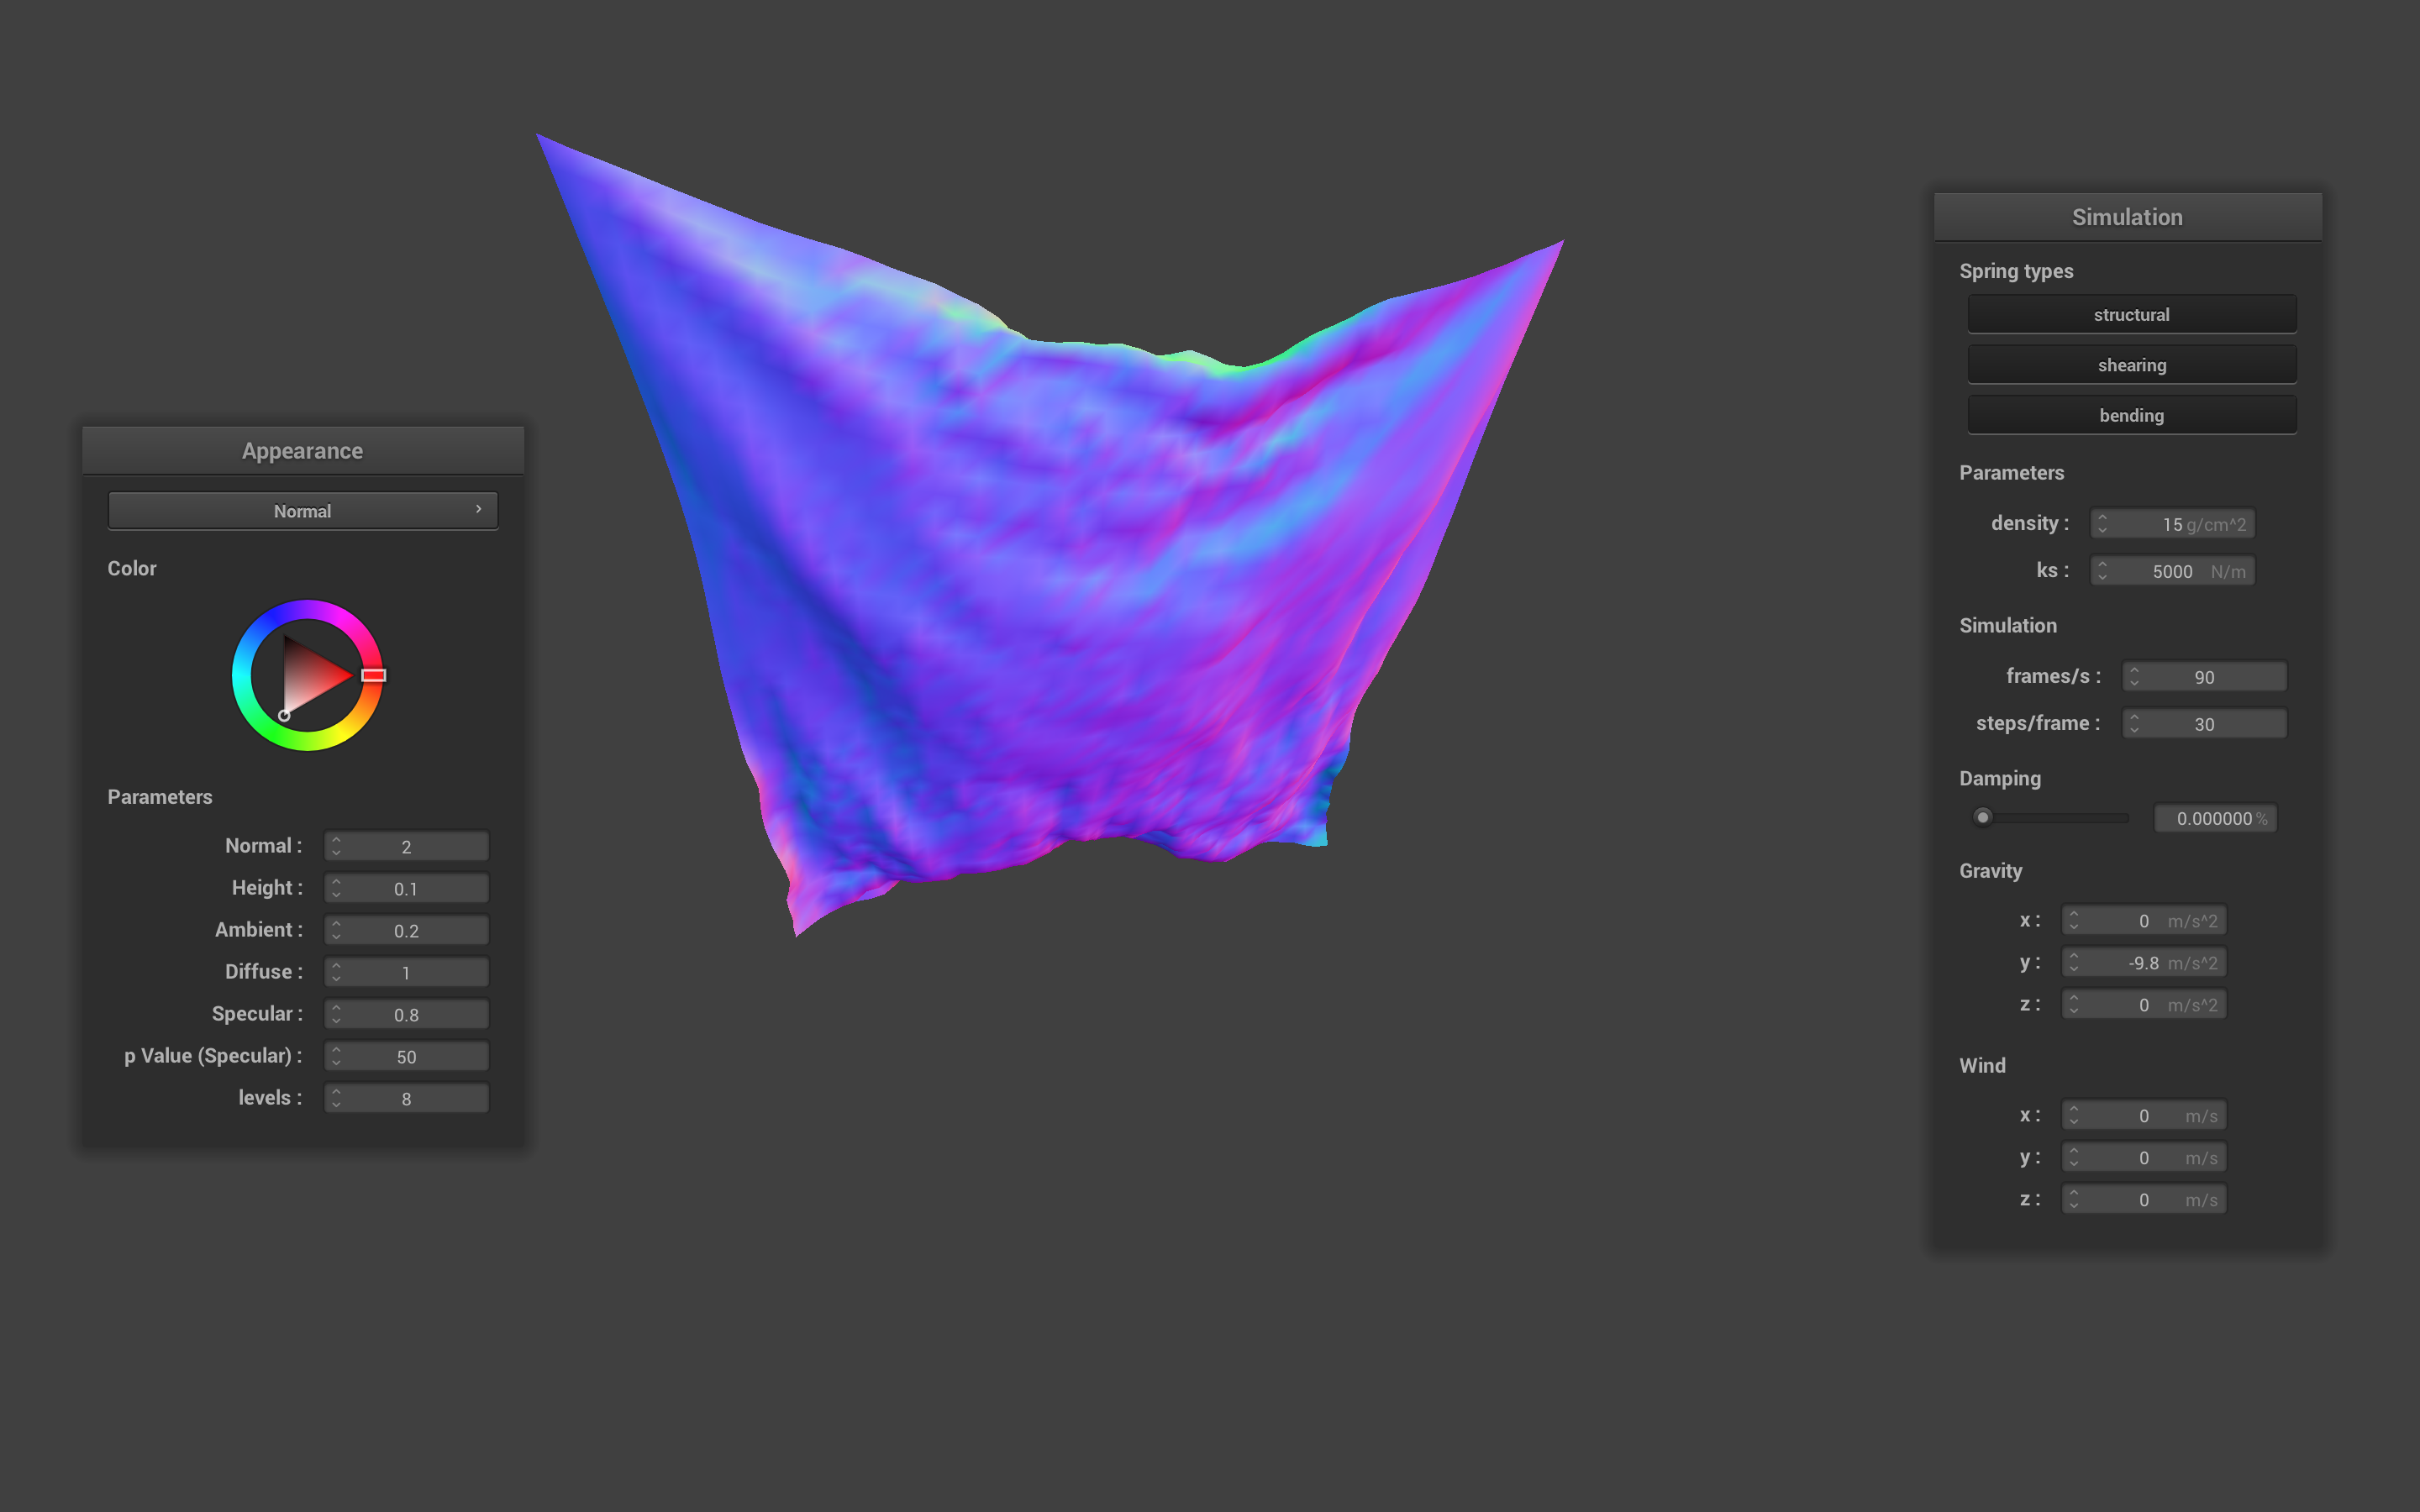 Appearance
Normal
Color
Parameters
Normal : 2
Height : 0.1
Ambient : 0.2
Diffuse : 1
Specular : 0.8
p Value (Specular) : 50
levels : 8
Simulation
Spring types
structural
shearing
bending
Parameters
density : 15 g/cm^2
ks : 5000 N/m
Simulation
frames/s : 90
steps/frame : 30
Damping
0.000000 %
Gravity
x : 0 m/s^2
y : -9.8 m/s^2
z : 0 m/s^2
Wind
x : 0 m/s
y : 0 m/s
z : 0 m/s